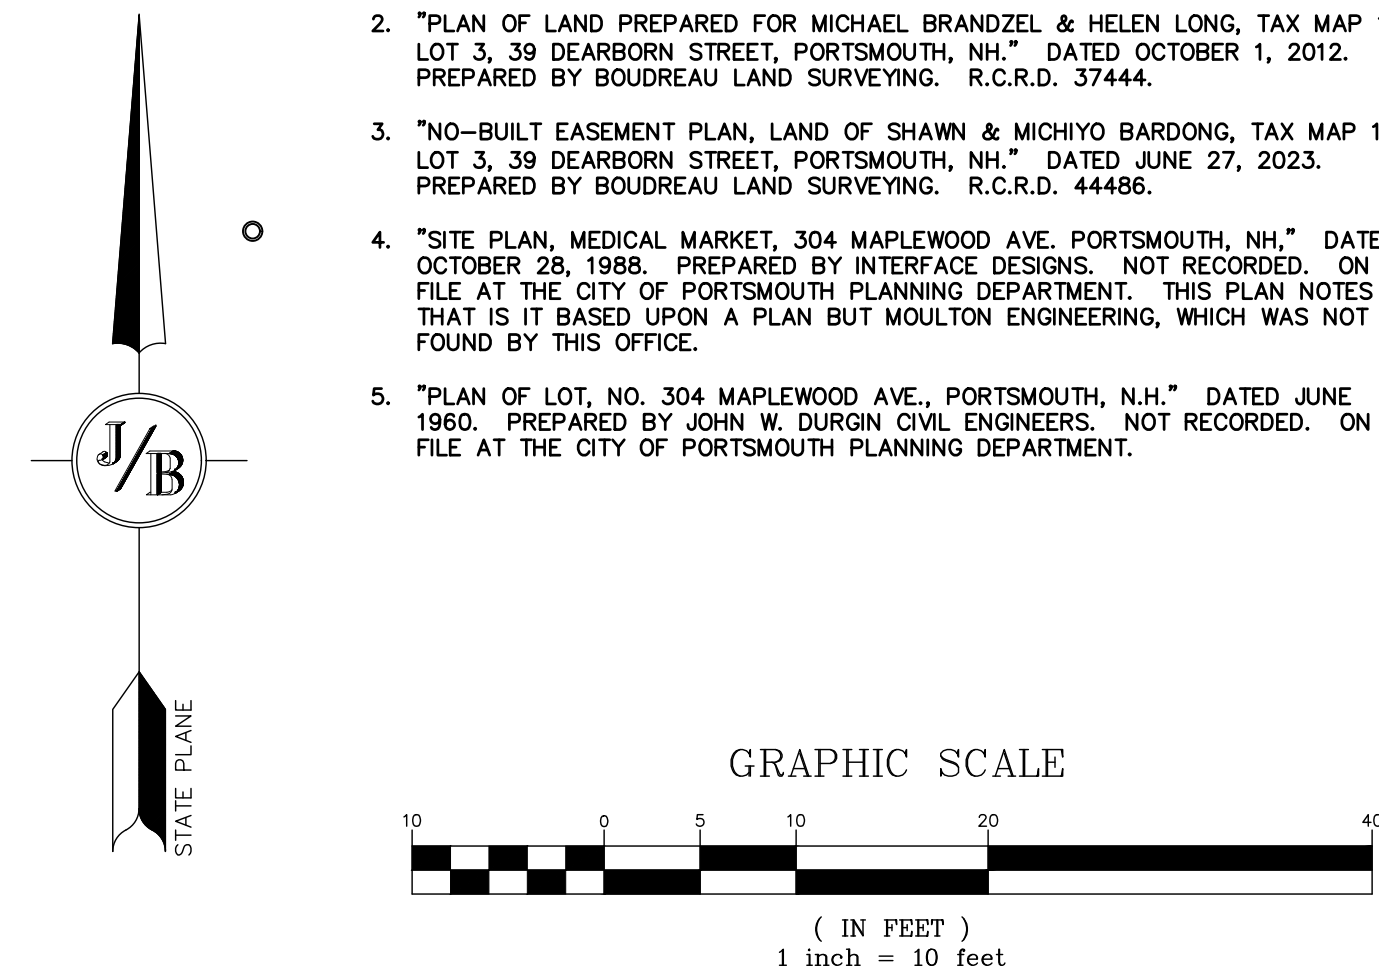 2. "PLAN OF LAND PREPARED FOR MICHAEL BRANDZEL & HELEN LONG, TAX MAP
LOT 3, 39 DEARBORN STREET, PORTSMOUTH, NH." DATED OCTOBER 1, 2012.
PREPARED BY BOUDREAU LAND SURVEYING. R.C.R.D. 37444.
3. "NO-BUILT EASEMENT PLAN, LAND OF SHAWN & MICHIYO BARDONG, TAX MAP 1
LOT 3, 39 DEARBORN STREET, PORTSMOUTH, NH." DATED JUNE 27, 2023.
PREPARED BY BOUDREAU LAND SURVEYING. R.C.R.D. 44486.
4. "SITE PLAN, MEDICAL MARKET, 304 MAPLEWOOD AVE. PORTSMOUTH, NH," DATE
OCTOBER 28, 1988. PREPARED BY INTERFACE DESIGNS. NOT RECORDED. ON
FILE AT THE CITY OF PORTSMOUTH PLANNING DEPARTMENT. THIS PLAN NOTES
THAT IS IT BASED UPON A PLAN BUT MOULTON ENGINEERING, WHICH WAS NOT
FOUND BY THIS OFFICE.
5. "PLAN OF LOT, NO. 304 MAPLEWOOD AVE., PORTSMOUTH, N.H." DATED JUNE
1960. PREPARED BY JOHN W. DURGIN CIVIL ENGINEERS. NOT RECORDED. ON
FILE AT THE CITY OF PORTSMOUTH PLANNING DEPARTMENT.
J/B
STATE PLANE
GRAPHIC SCALE
10 0 5 10 20 40
( IN FEET )
1 inch = 10 feet